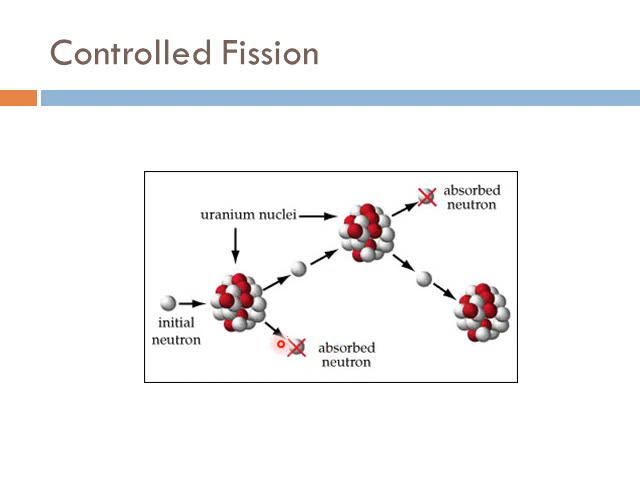 Controlled Fission
absorbed
neutron
uranium nuclei
initial
neutron
absorbed
neutron